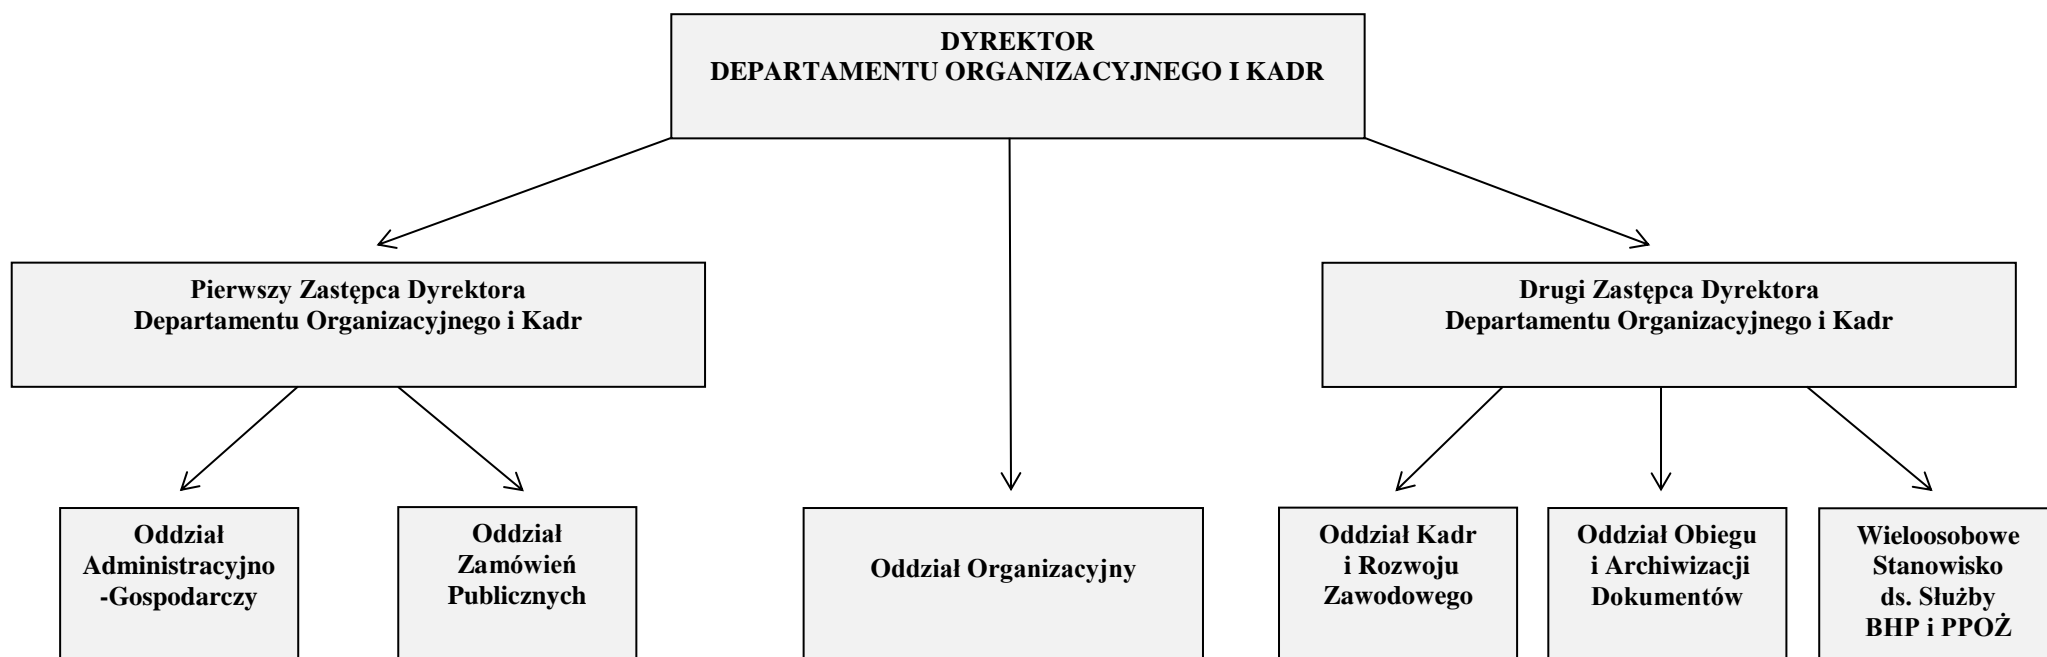 DYREKTOR
DEPARTAMENTU ORGANIZACYJNEGO I KADR
Pierwszy Zastępca Dyrektora
Departamentu Organizacyjnego i Kadr
Drugi Zastępca Dyrektora
Departamentu Organizacyjnego i Kadr
Oddział
Administracyjno
-Gospodarczy
Oddział
Zamówień
Publicznych
Oddział Organizacyjny
Oddział Kadr
i Rozwoju
Zawodowego
Oddział Obiegu
i Archiwizacji
Dokumentów
Wieloosobowe
Stanowisko
ds. Służby
BHP i PPOŻ